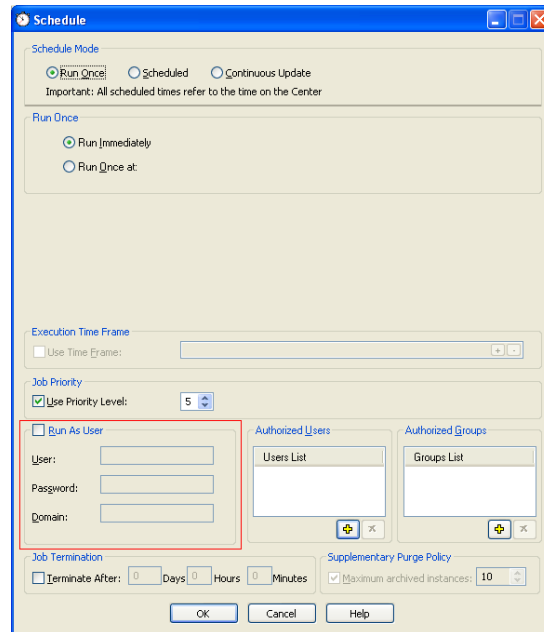 Schedule
Schedule Mode
Run Once Scheduled Continuous Update
Important: All scheduled times refer to the time on the Center
Run Once
Run Immediately
Run Once at:
Execution Time Frame
Use Time Frame: + -
Job Priority
Use Priority Level: 5
Run As User Authorized Users Authorized Groups
User: Users List Groups List
Password:
Domain:
Job Termination Supplementary Purge Policy
Terminate After: 0 Days 0 Hours 0 Minutes Maximum archived instances: 10
OK Cancel Help